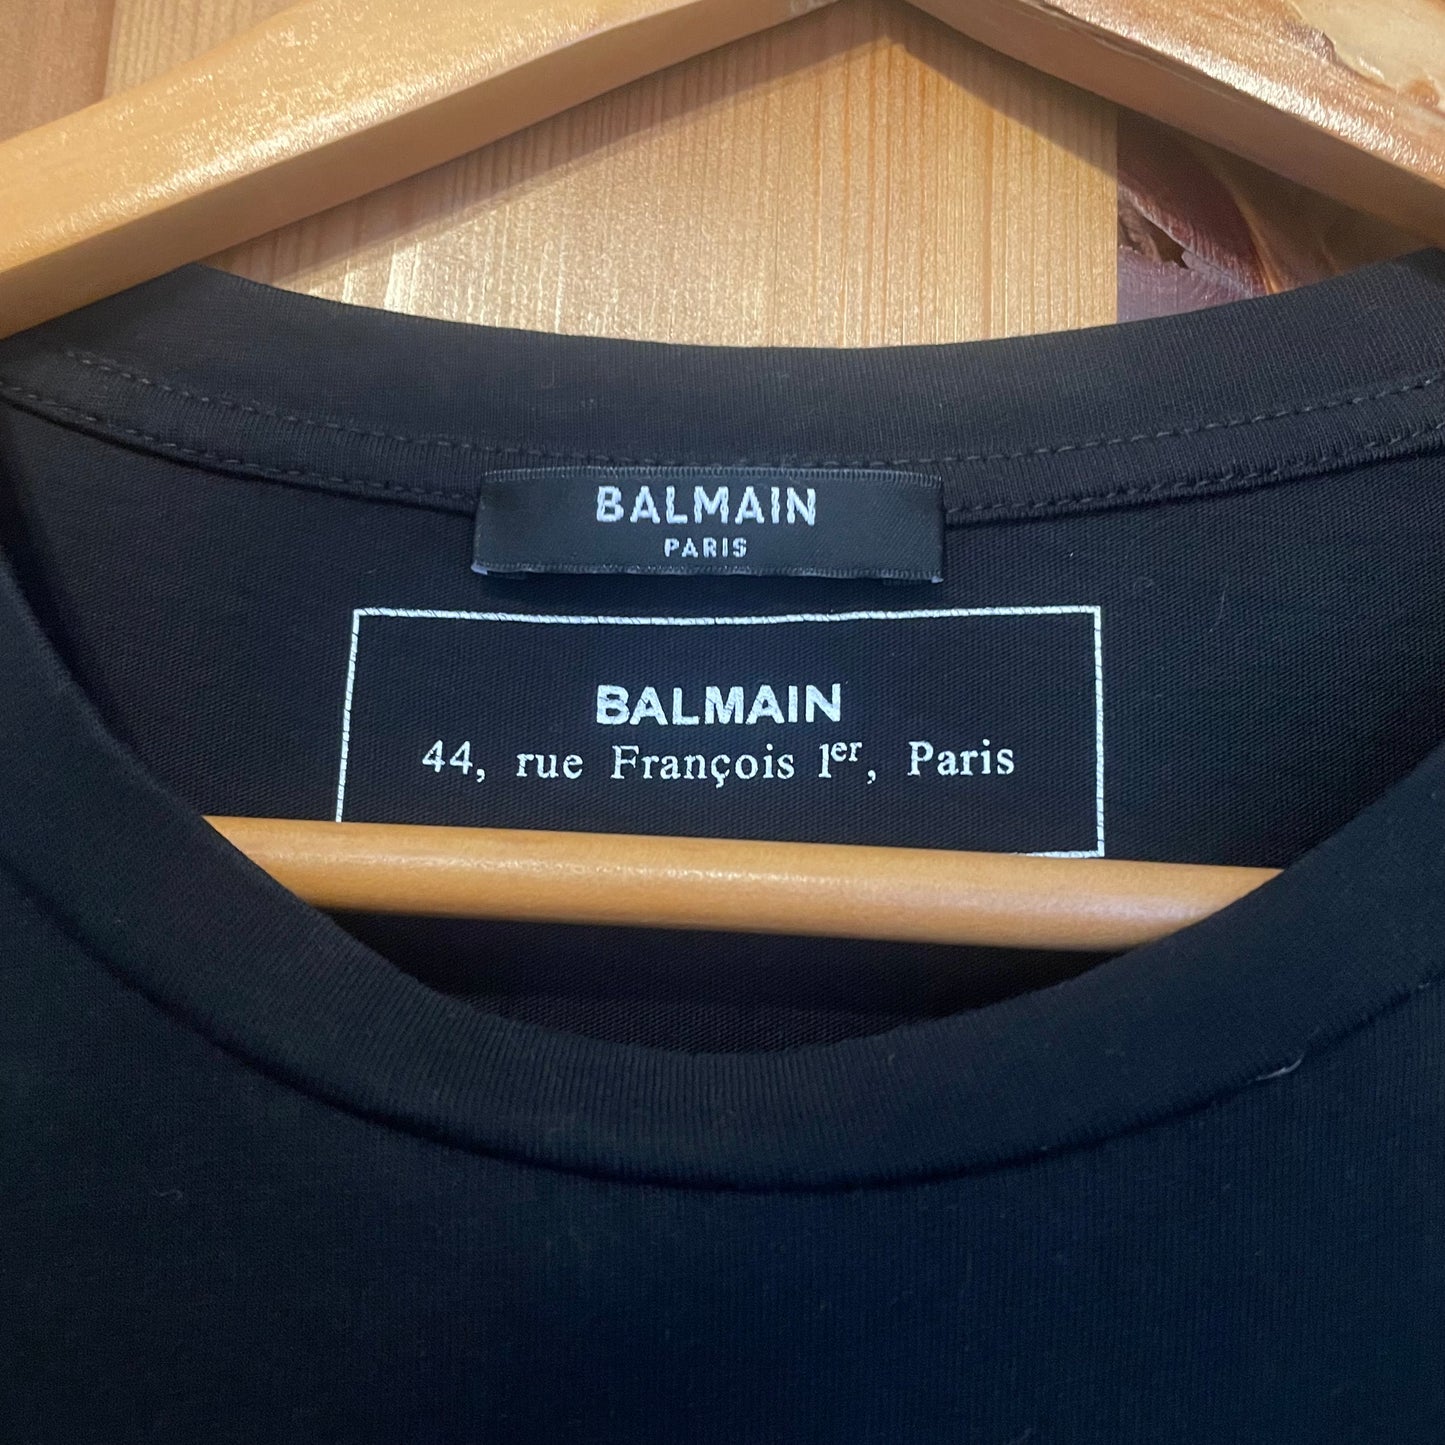 BALMAIN
PARIS
BALMAIN
44, rue François 1er, Paris